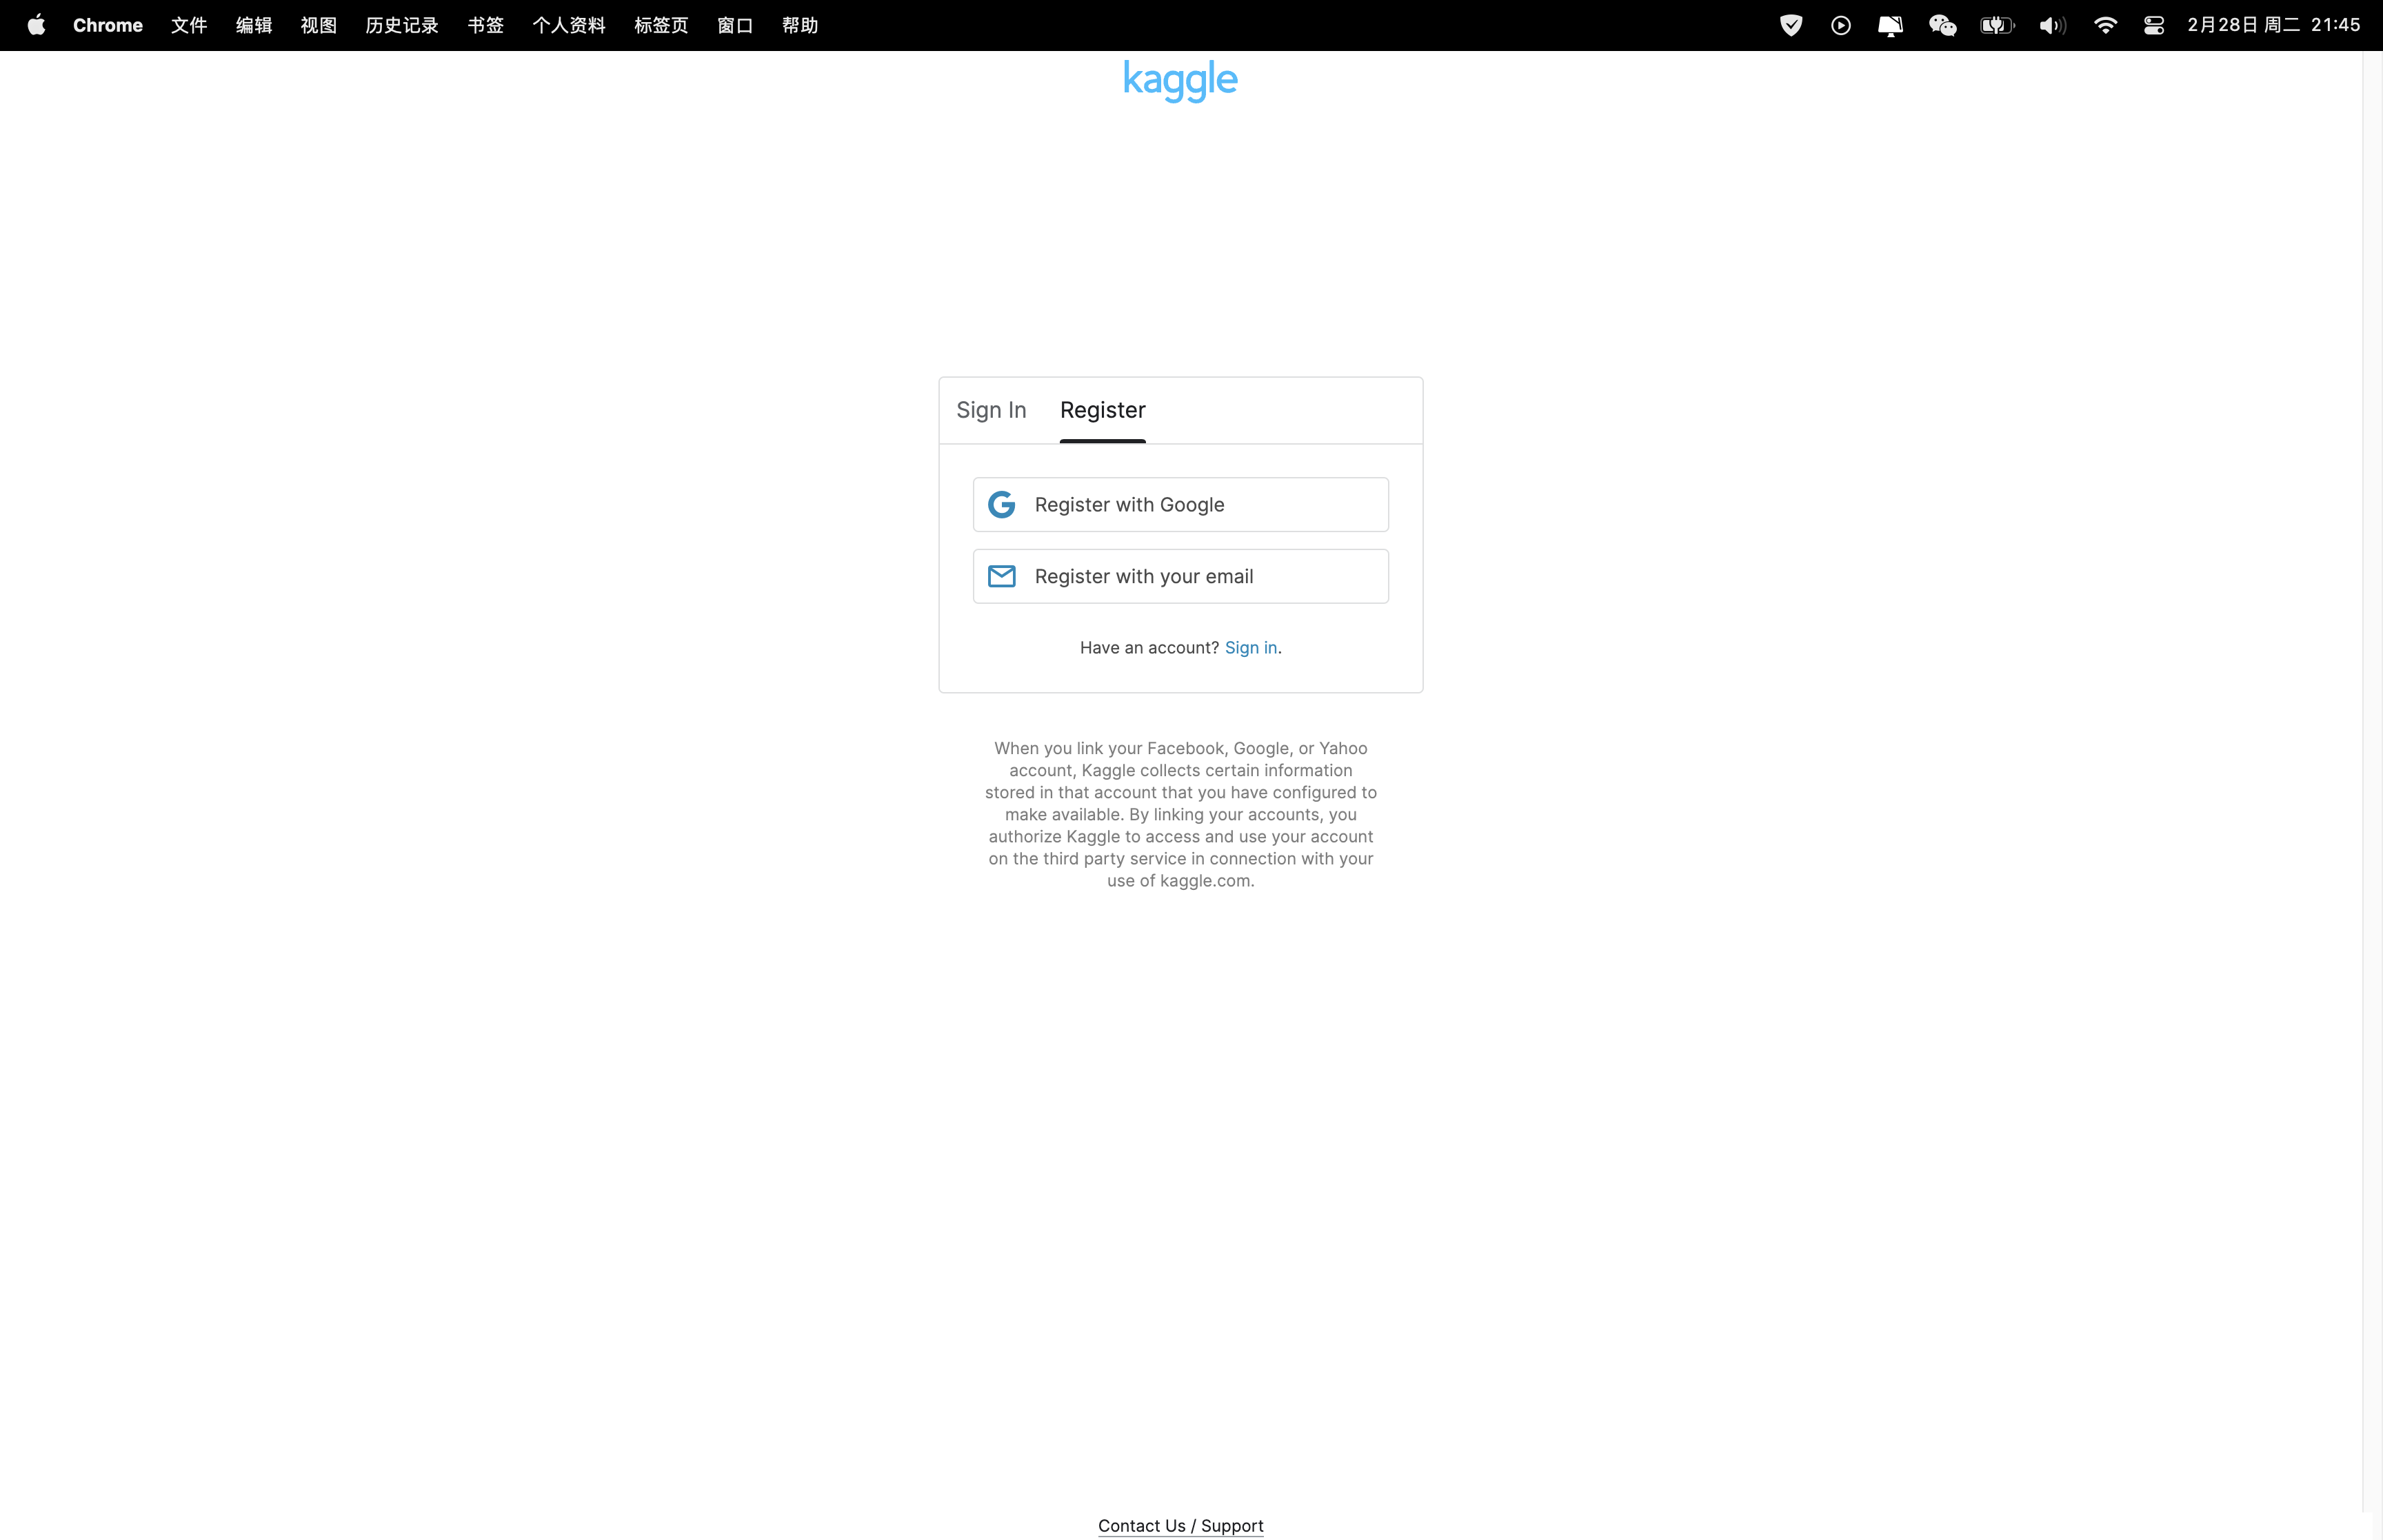 Chrome 文件 编辑 视图 历史记录 书签 个人资料 标签页 窗口 帮助 2月28日 周二 21:45
kaggle
Sign In Register
Register with Google
Register with your email
Have an account? Sign in.
When you link your Facebook, Google, or Yahoo
account, Kaggle collects certain information
stored in that account that you have configured to
make available. By linking your accounts, you
authorize Kaggle to access and use your account
on the third party service in connection with your
use of kaggle.com.
Contact Us / Support